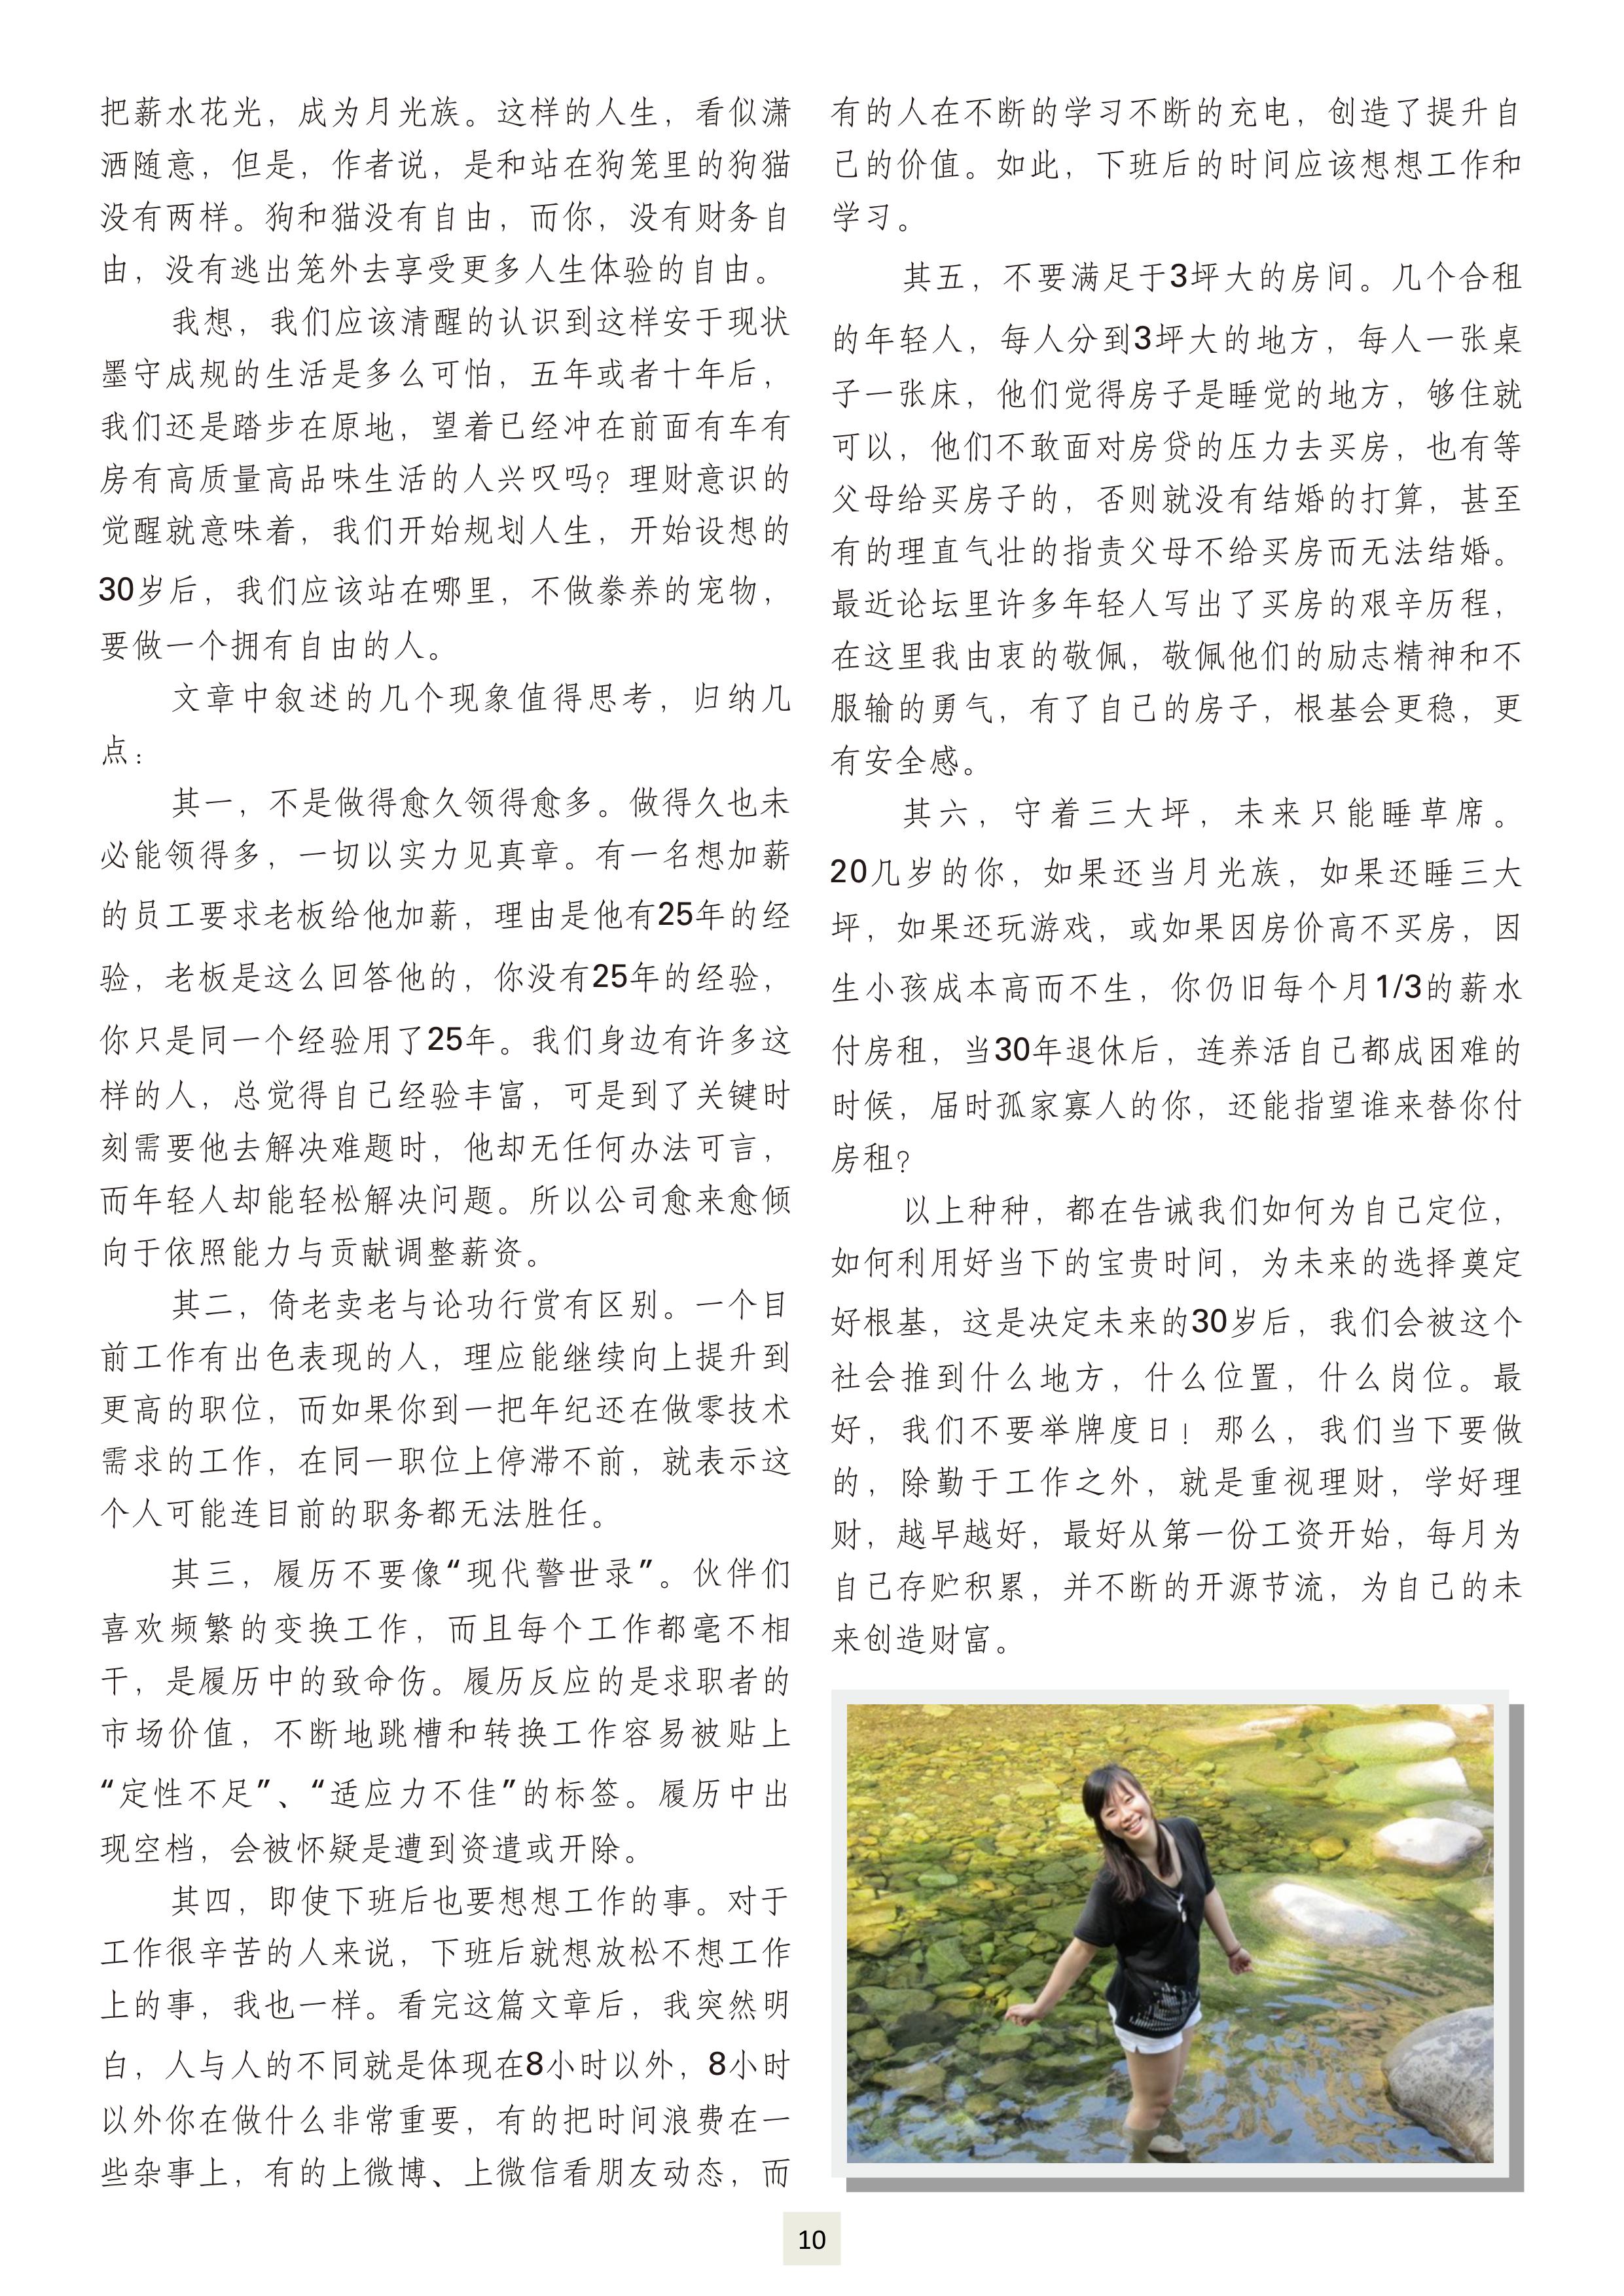 把薪水花光，成为月光族。这样的人生，看似潇
洒随意，但是，作者说，是和站在狗笼里的狗猫
没有两样。狗和猫没有自由，而你，没有财务自
由，没有逃出笼外去享受更多人生体验的自由。
我想，我们应该清醒的认识到这样安于现状
墨守成规的生活是多么可怕，五年或者十年后，
我们还是踏步在原地，望着已经冲在前面有车有
房有高质量高品味生活的人兴叹吗？理财意识的
觉醒就意味着，我们开始规划人生，开始设想的
30岁后，我们应该站在哪里，不做豢养的宠物，
要做一个拥有自由的人。
文章中叙述的几个现象值得思考，归纳几
点：
其一，不是做得愈久领得愈多。做得久也未
必能领得多，一切以实力见真章。有一名想加薪
的员工要求老板给他加薪，理由是他有25年的经
验，老板是这么回答他的，你没有25年的经验，
你只是同一个经验用了25年。我们身边有许多这
样的人，总觉得自己经验丰富，可是到了关键时
刻需要他去解决难题时，他却无任何办法可言，
而年轻人却能轻松解决问题。所以公司愈来愈倾
向于依照能力与贡献调整薪资。
其二，倚老卖老与论功行赏有区别。一个目
前工作有出色表现的人，理应能继续向上提升到
更高的职位，而如果你到一把年纪还在做零技术
需求的工作，在同一职位上停滞不前，就表示这
个人可能连目前的职务都无法胜任。
其三，履历不要像“现代警世录”。伙伴们
喜欢频繁的变换工作，而且每个工作都毫不相
干，是履历中的致命伤。履历反应的是求职者的
市场价值，不断地跳槽和转换工作容易被贴上
“定性不足”、“适应力不佳”的标签。履历中出
现空档，会被怀疑是遭到资遣或开除。
其四，即使下班后也要想想工作的事。对于
工作很辛苦的人来说，下班后就想放松不想工作
上的事，我也一样。看完这篇文章后，我突然明
白，人与人的不同就是体现在8小时以外，8小时
以外你在做什么非常重要，有的把时间浪费在一
些杂事上，有的上微博、上微信看朋友动态，而
有的人在不断的学习不断的充电，创造了提升自
己的价值。如此，下班后的时间应该想想工作和
学习。
其五，不要满足于3坪大的房间。几个合租
的年轻人，每人分到3坪大的地方，每人一张桌
子一张床，他们觉得房子是睡觉的地方，够住就
可以，他们不敢面对房贷的压力去买房，也有等
父母给买房子的，否则就没有结婚的打算，甚至
有的理直气壮的指责父母不给买房而无法结婚。
最近论坛里许多年轻人写出了买房的艰辛历程，
在这里我由衷的敬佩，敬佩他们的励志精神和不
服输的勇气，有了自己的房子，根基会更稳，更
有安全感。
其六，守着三大坪，未来只能睡草席。
20几岁的你，如果还当月光族，如果还睡三大
坪，如果还玩游戏，或如果因房价高不买房，因
生小孩成本高而不生，你仍旧每个月1/3的薪水
付房租，当30年退休后，连养活自己都成困难的
时候，届时孤家寡人的你，还能指望谁来替你付
房租？
以上种种，都在告诫我们如何为自己定位，
如何利用好当下的宝贵时间，为未来的选择奠定
好根基，这是决定未来的30岁后，我们会被这个
社会推到什么地方，什么位置，什么岗位。最
好，我们不要举牌度日！那么，我们当下要做
的，除勤于工作之外，就是重视理财，学好理
财，越早越好，最好从第一份工资开始，每月为
自己存贮积累，并不断的开源节流，为自己的未
来创造财富。
10